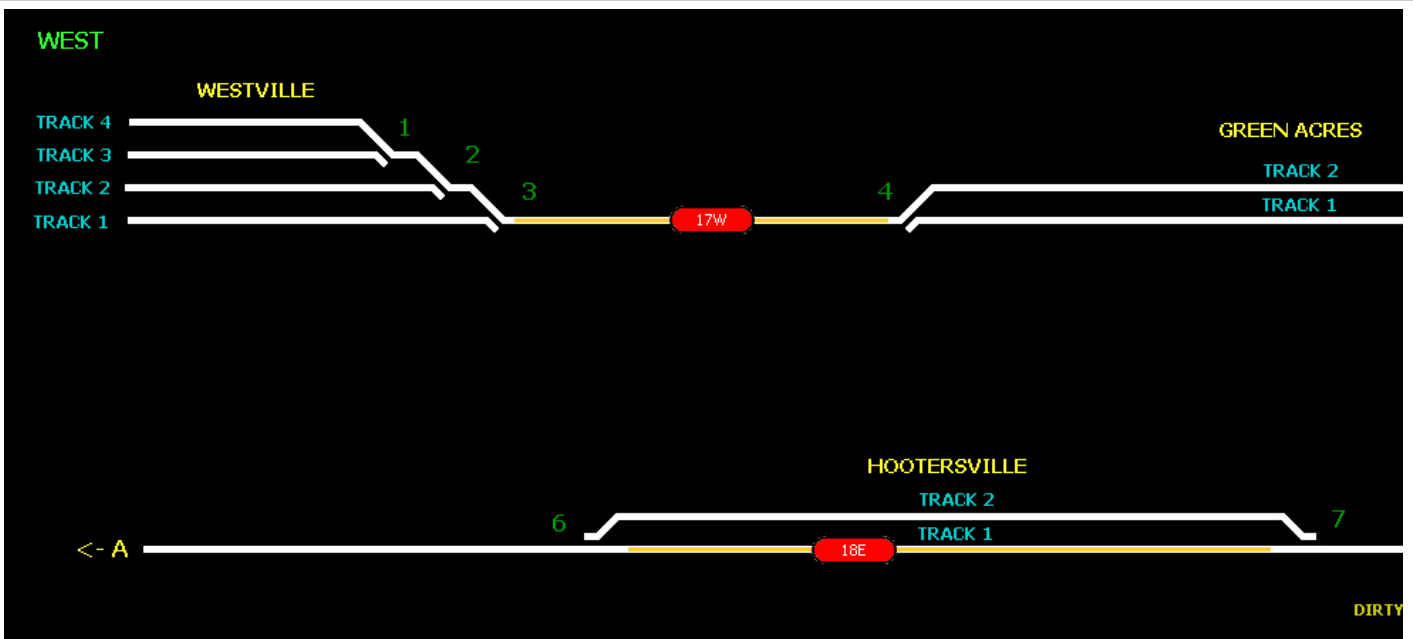 WEST
WESTVILLE
TRACK 4
1
GREEN ACRES
TRACK 3
2
TRACK 2
TRACK 2
3
4
TRACK 1
TRACK 1
17W
HOOTERSVILLE
TRACK 2
6
7
TRACK 1
<- A
18E
DIRTY